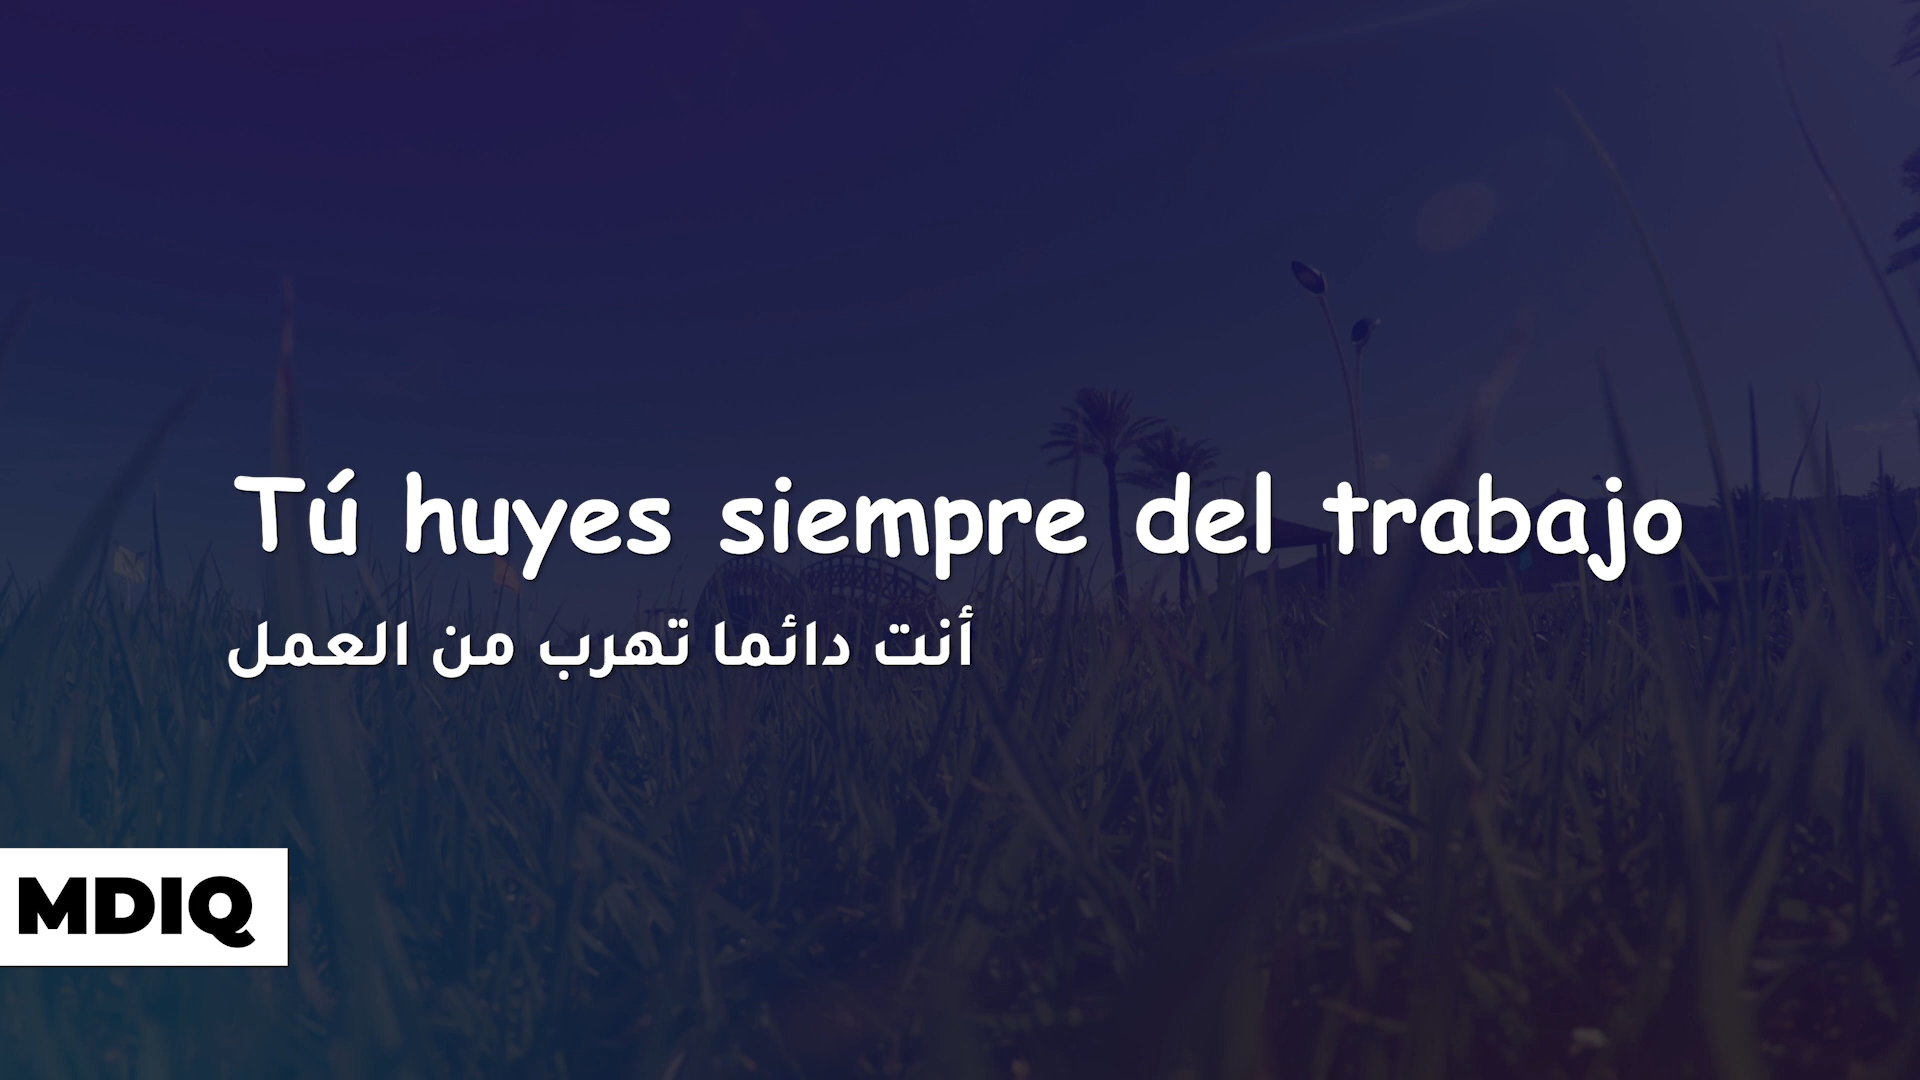 Tú huyes siempre del trabajo
أنت دائما تهرب من العمل
MDIQ